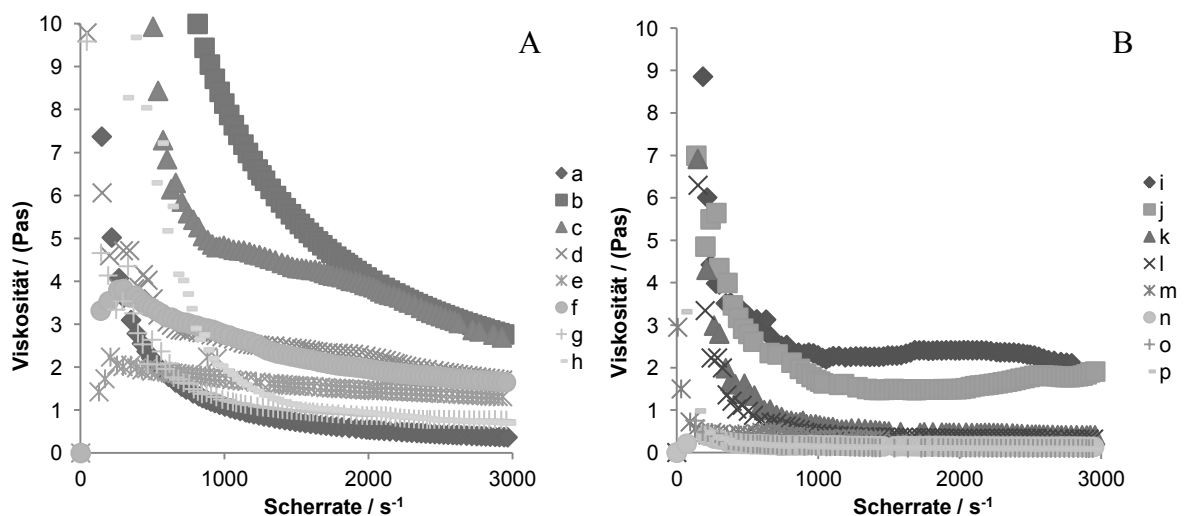 A
Viskosität / (Pas)
10
9
8
7
6
5
4
3
2
1
0
0 1000 2000 3000
Scherrate / s-1
a
b
c
d
e
f
g
h
B
Viskosität / (Pas)
10
9
8
7
6
5
4
3
2
1
0
0 1000 2000 3000
Scherrate / s-1
i
j
k
l
m
n
o
p